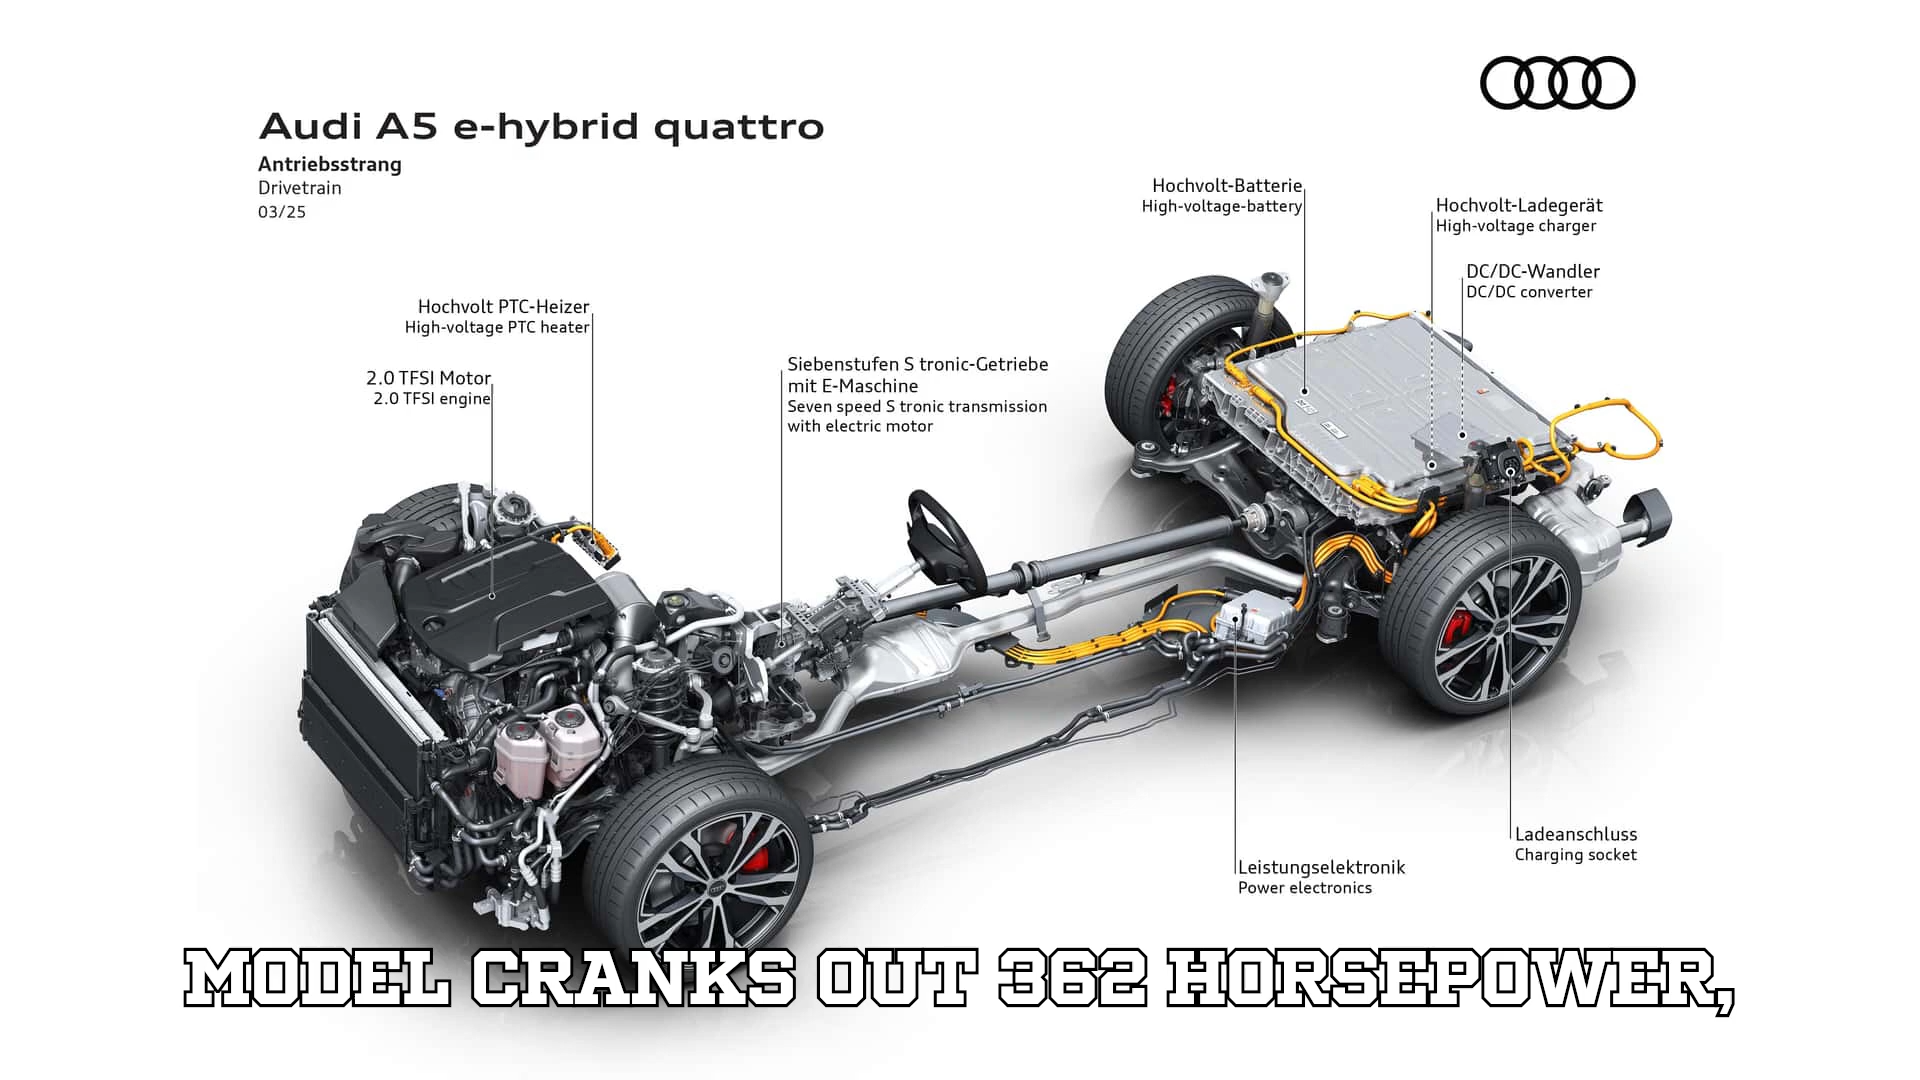 Audi A5 e-hybrid quattro
Antriebsstrang
Drivetrain
03/25
Hochvolt-Batterie
High-voltage-battery
Hochvolt-Ladegerät
High-voltage charger
DC/DC-Wandler
DC/DC converter
Hochvolt PTC-Heizer
High-voltage PTC heater
2.0 TFSI Motor
2.0 TFSI engine
Siebenstufen S tronic-Getriebe
mit E-Maschine
Seven speed S tronic transmission
with electric motor
Ladeanschluss
Charging socket
Leistungselektronik
Power electronics
MODEL CRANKS OUT 362 HORSEPOWER,